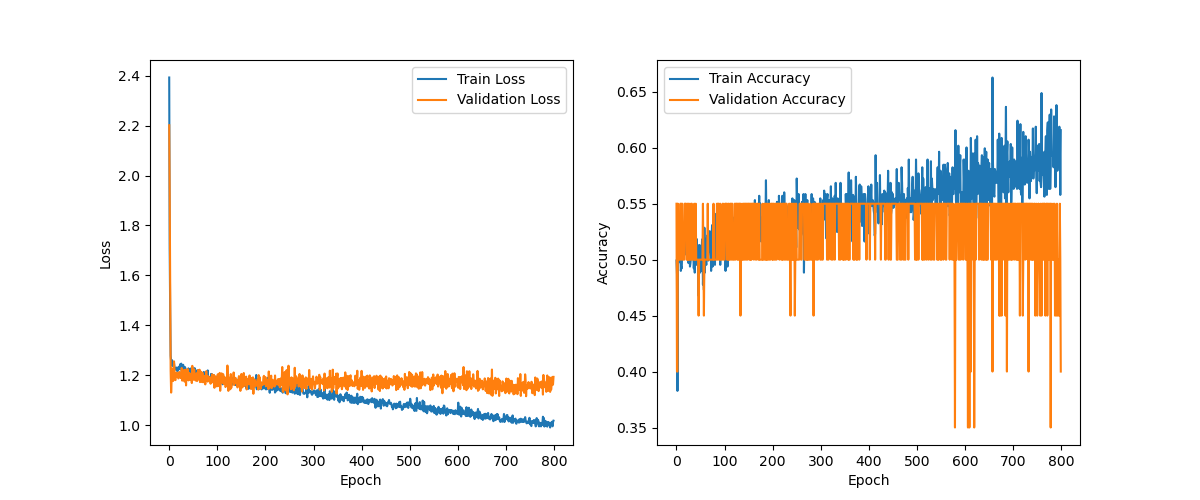 Train Loss
Validation Loss
2.4
2.2
2.0
1.8
1.6
1.4
1.2
1.0
Loss
0 100 200 300 400 500 600 700 800
Epoch
Train Accuracy
Validation Accuracy
0.65
0.60
0.55
0.50
0.45
0.40
0.35
Accuracy
0 100 200 300 400 500 600 700 800
Epoch